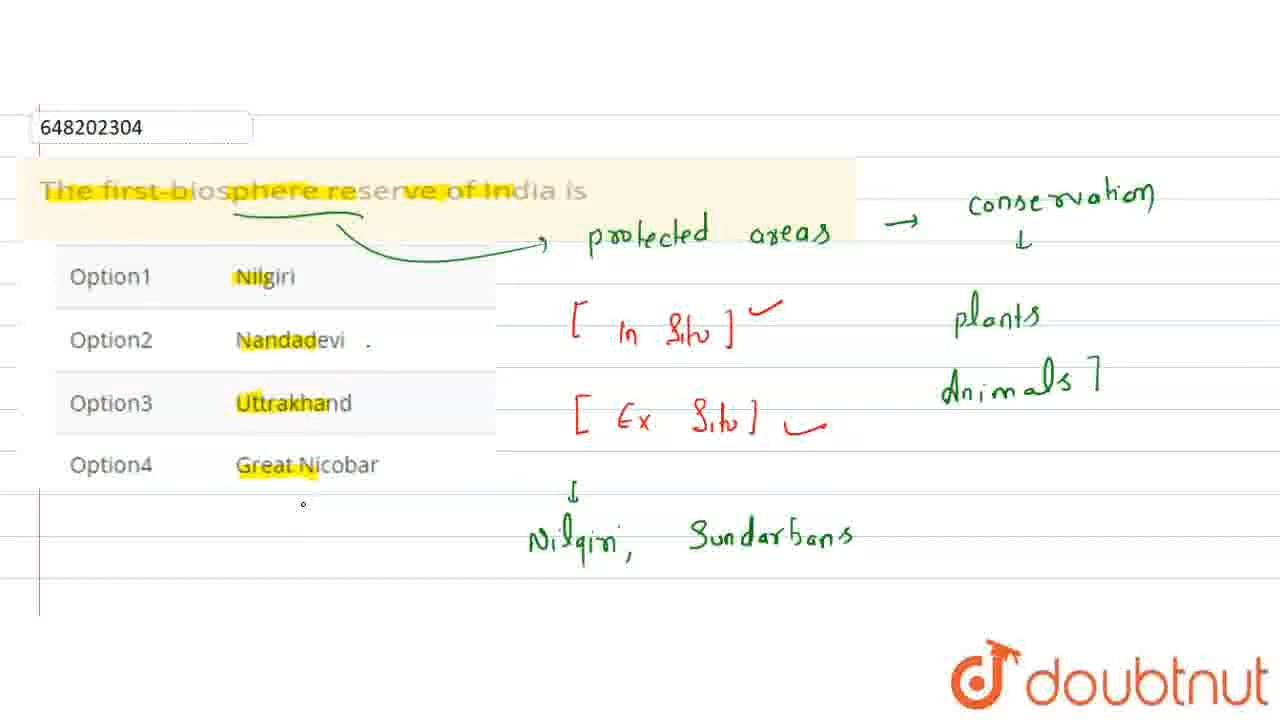 648202304
The first-biosphere reserve of India is
Option1 Nilgiri
Option2 Nandadevi
Option3 Uttrakhand
Option4 Great Nicobar
protected areas → conservation
↓
[ In Situ ] ✓
plants
Animals ]
[ Ex Situ ] ✓
↓
Nilgiri, Sundarbans
doubtnut